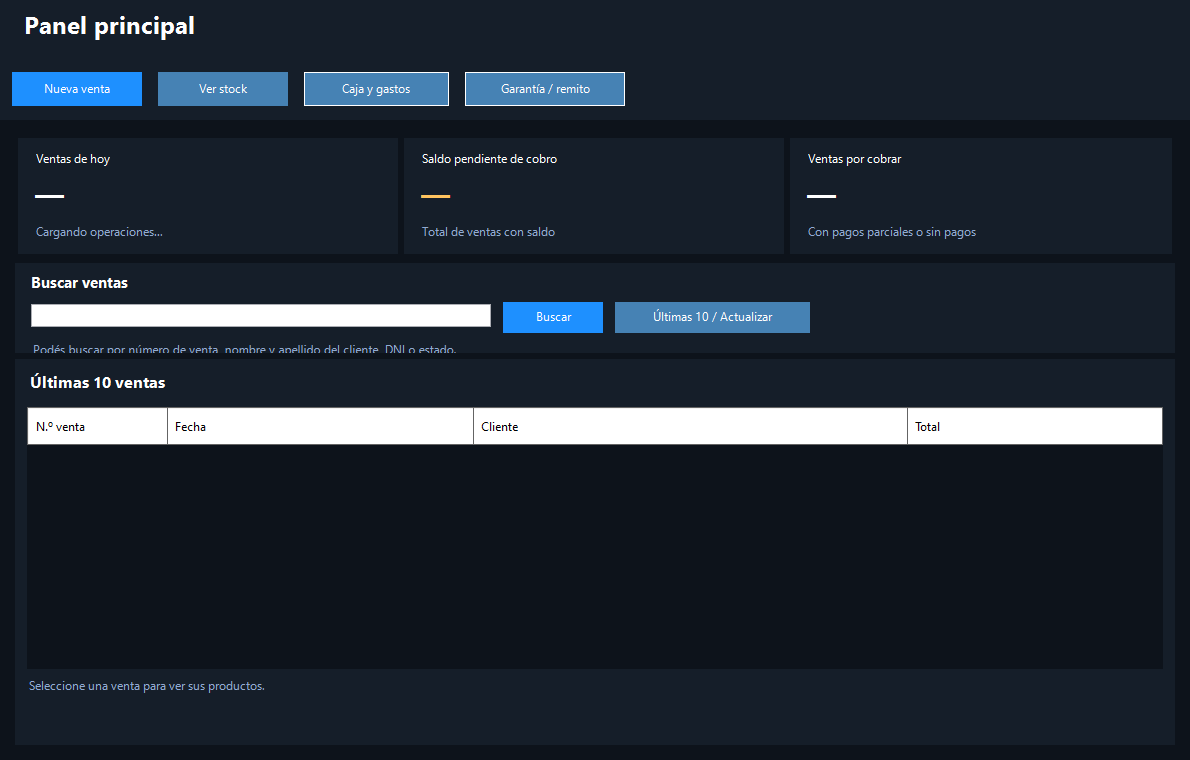 Panel principal
Nueva venta
Ver stock
Caja y gastos
Garantía / remito
Ventas de hoy
Saldo pendiente de cobro
Ventas por cobrar
—
—
—
Cargando operaciones...
Total de ventas con saldo
Con pagos parciales o sin pagos
Buscar ventas
Buscar
Últimas 10 / Actualizar
Podés buscar por número de venta, nombre y apellido del cliente, DNI o estado.
Últimas 10 ventas
N.º venta
Fecha
Cliente
Total
Seleccione una venta para ver sus productos.